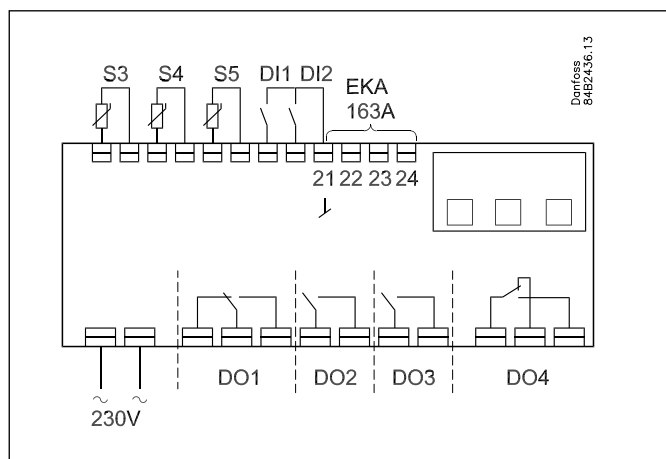 S3 S4 S5 DI1 DI2
EKA
163A
Danfoss
84B2436.13
21 22 23 24
DO1 DO2 DO3 DO4
~ ~
230V